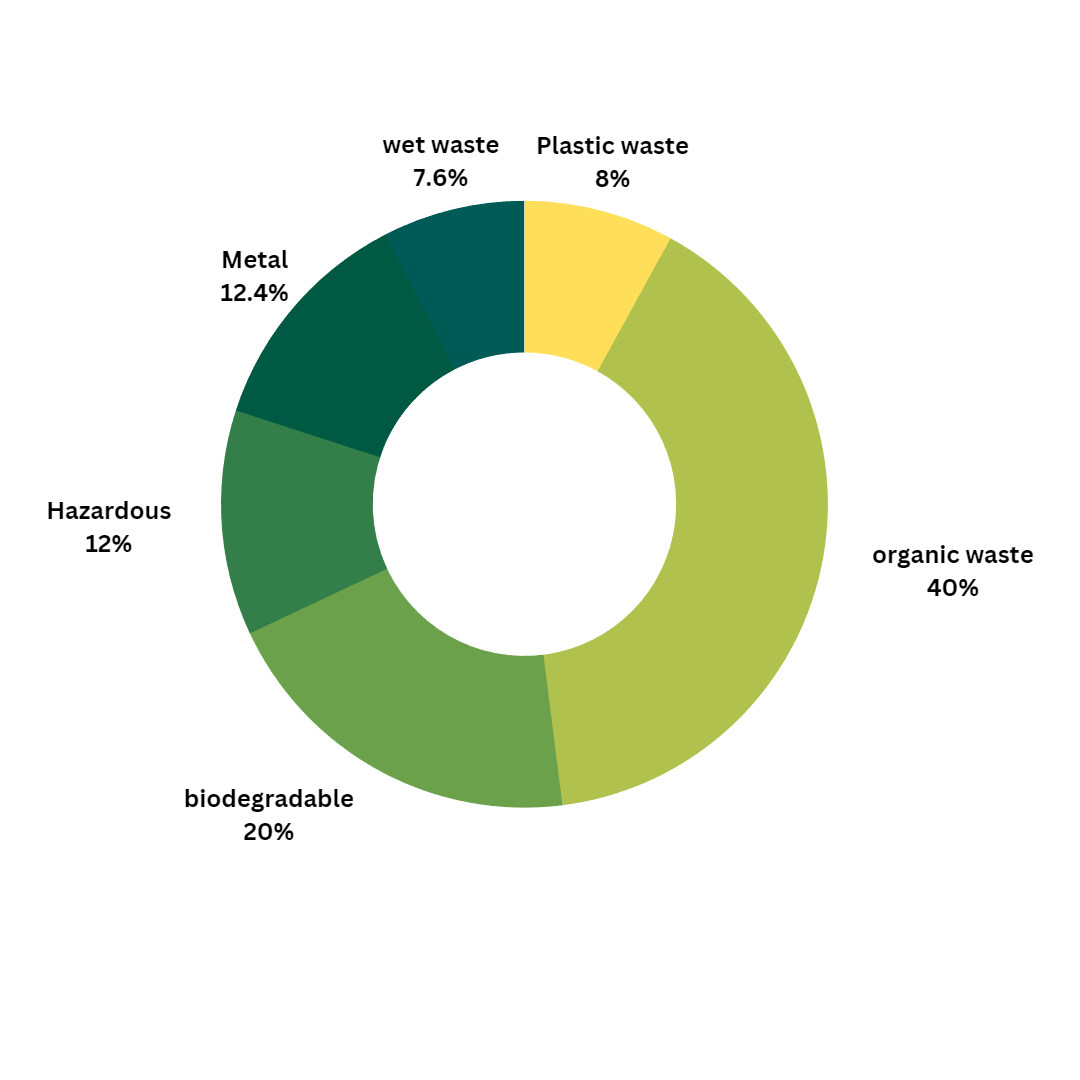 wet waste
7.6%
Plastic waste
8%
Metal
12.4%
Hazardous
12%
organic waste
40%
biodegradable
20%